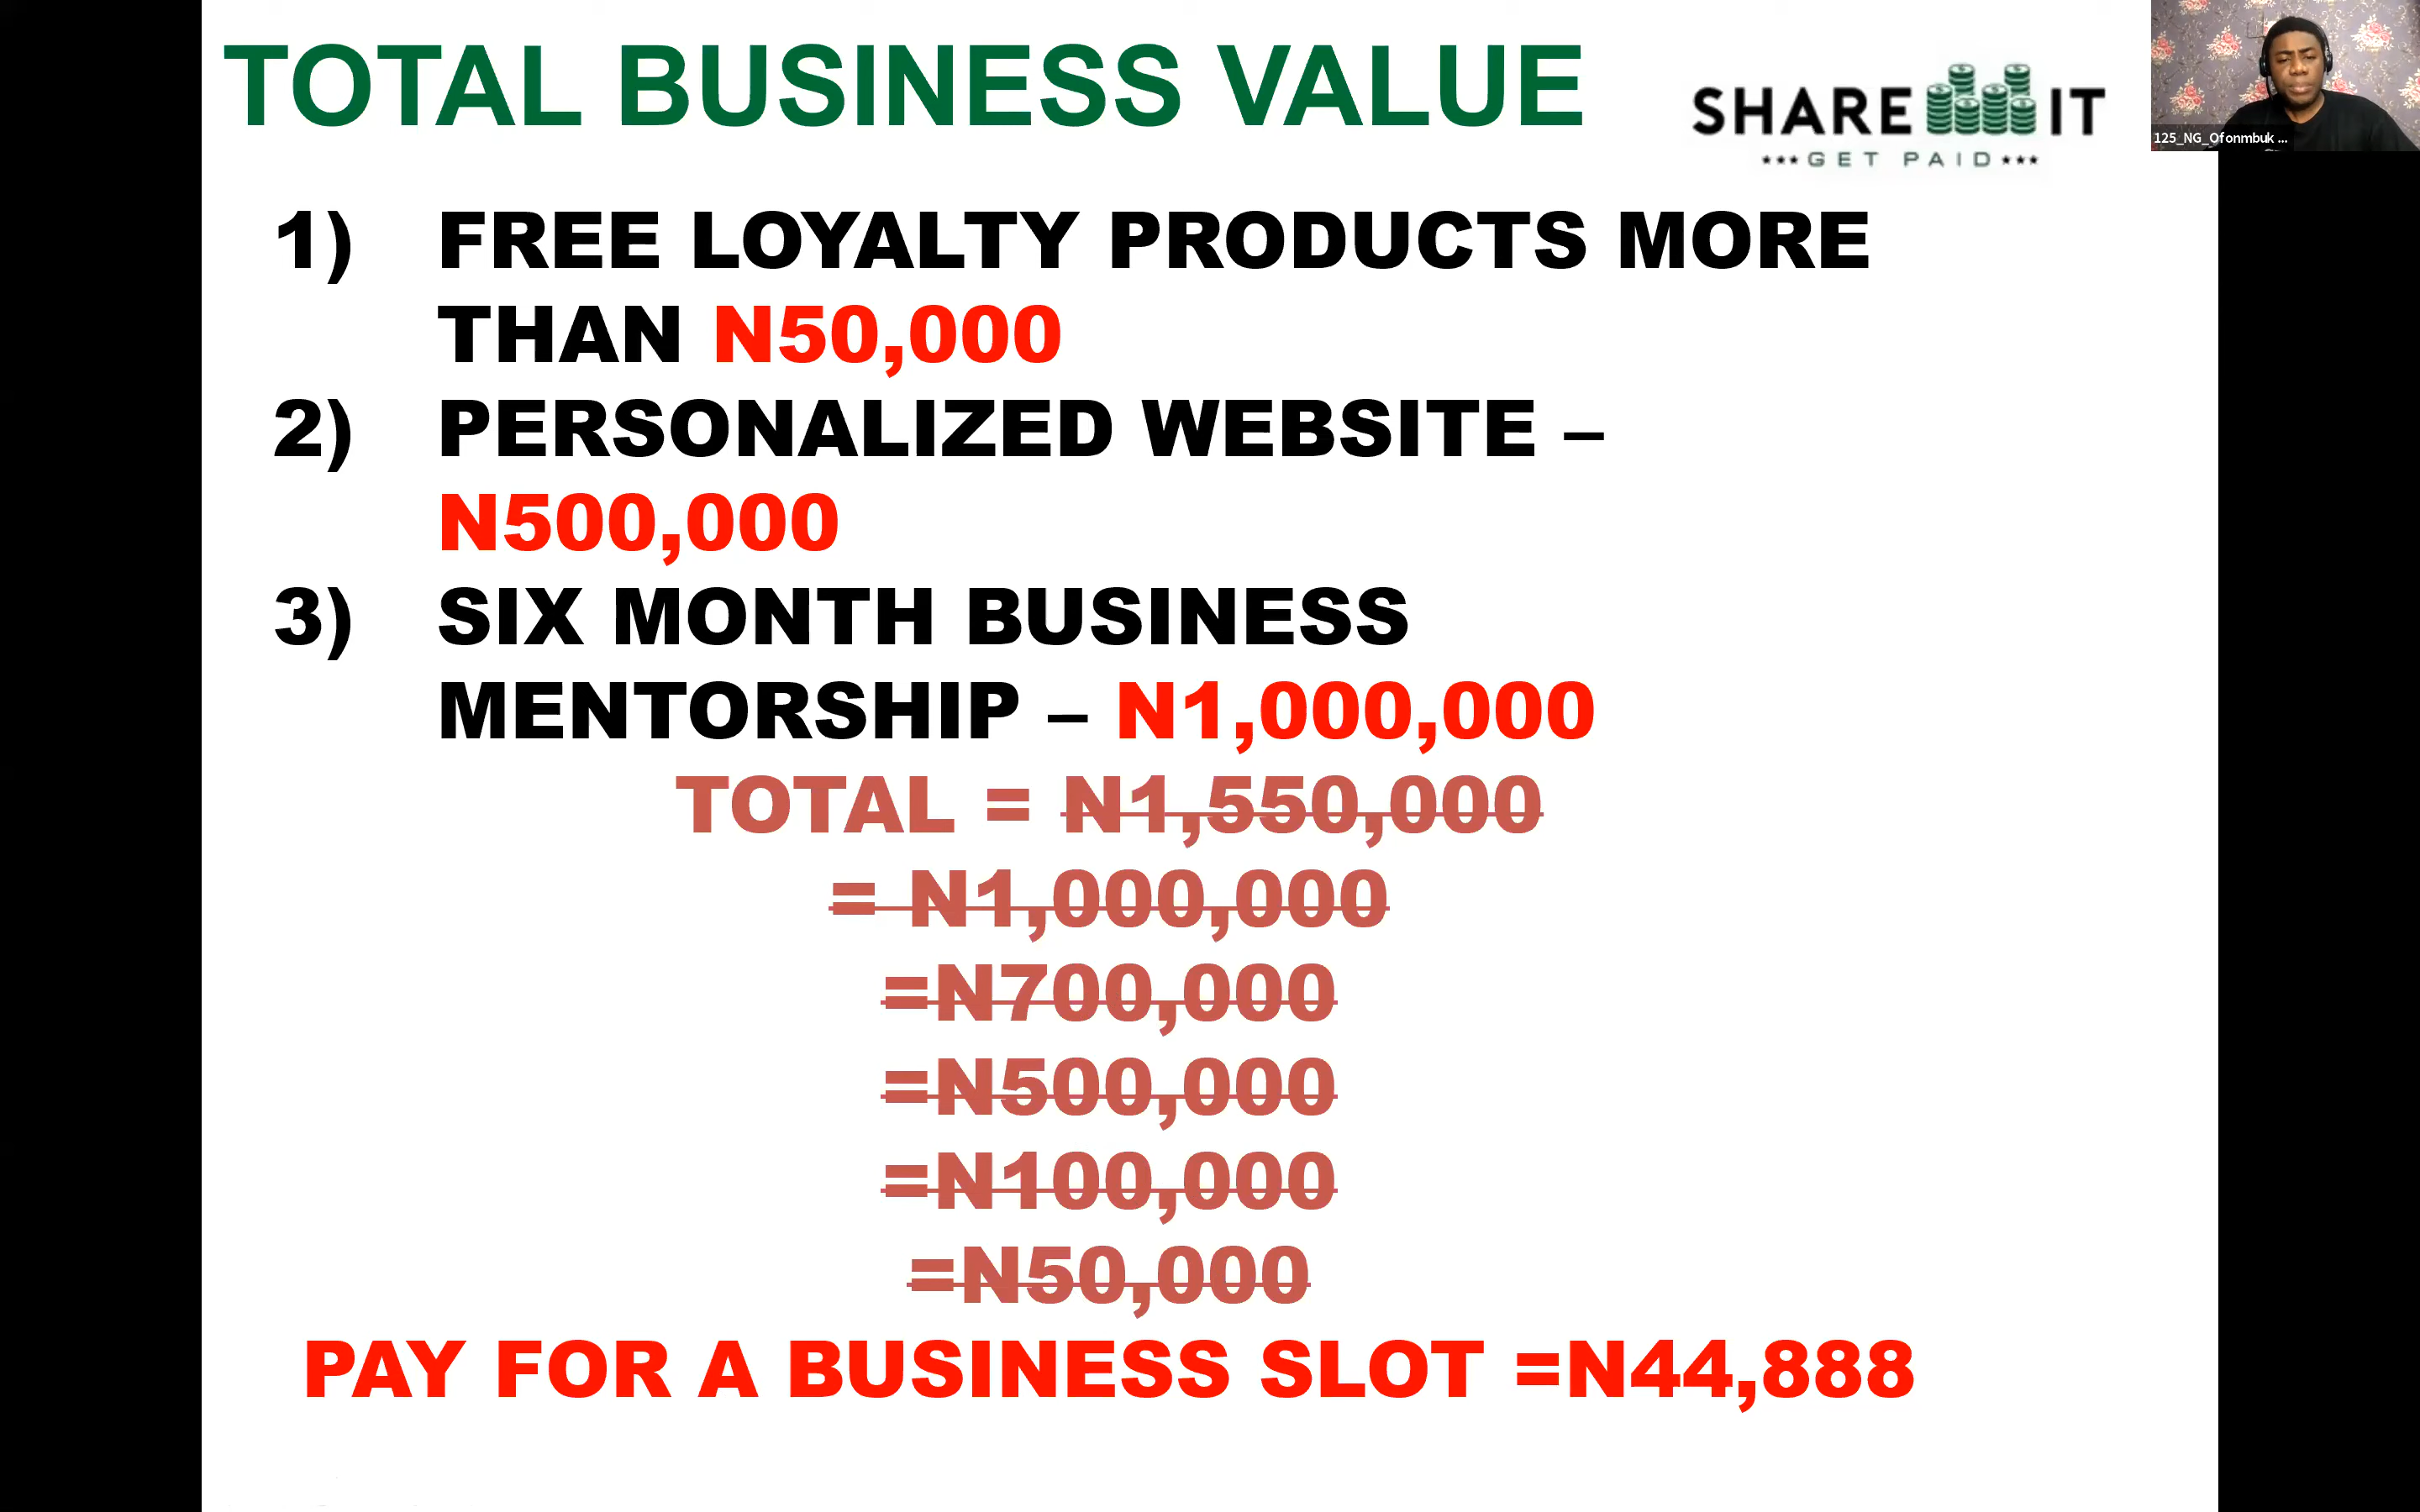 TOTAL BUSINESS VALUE
SHARE IT
GET PAID
125_NG_Ofonmbuk ...
1) FREE LOYALTY PRODUCTS MORE
THAN N50,000
2) PERSONALIZED WEBSITE –
N500,000
3) SIX MONTH BUSINESS
MENTORSHIP – N1,000,000
TOTAL = N1,550,000
= N1,000,000
=N700,000
=N500,000
=N100,000
=N50,000
PAY FOR A BUSINESS SLOT =N44,888